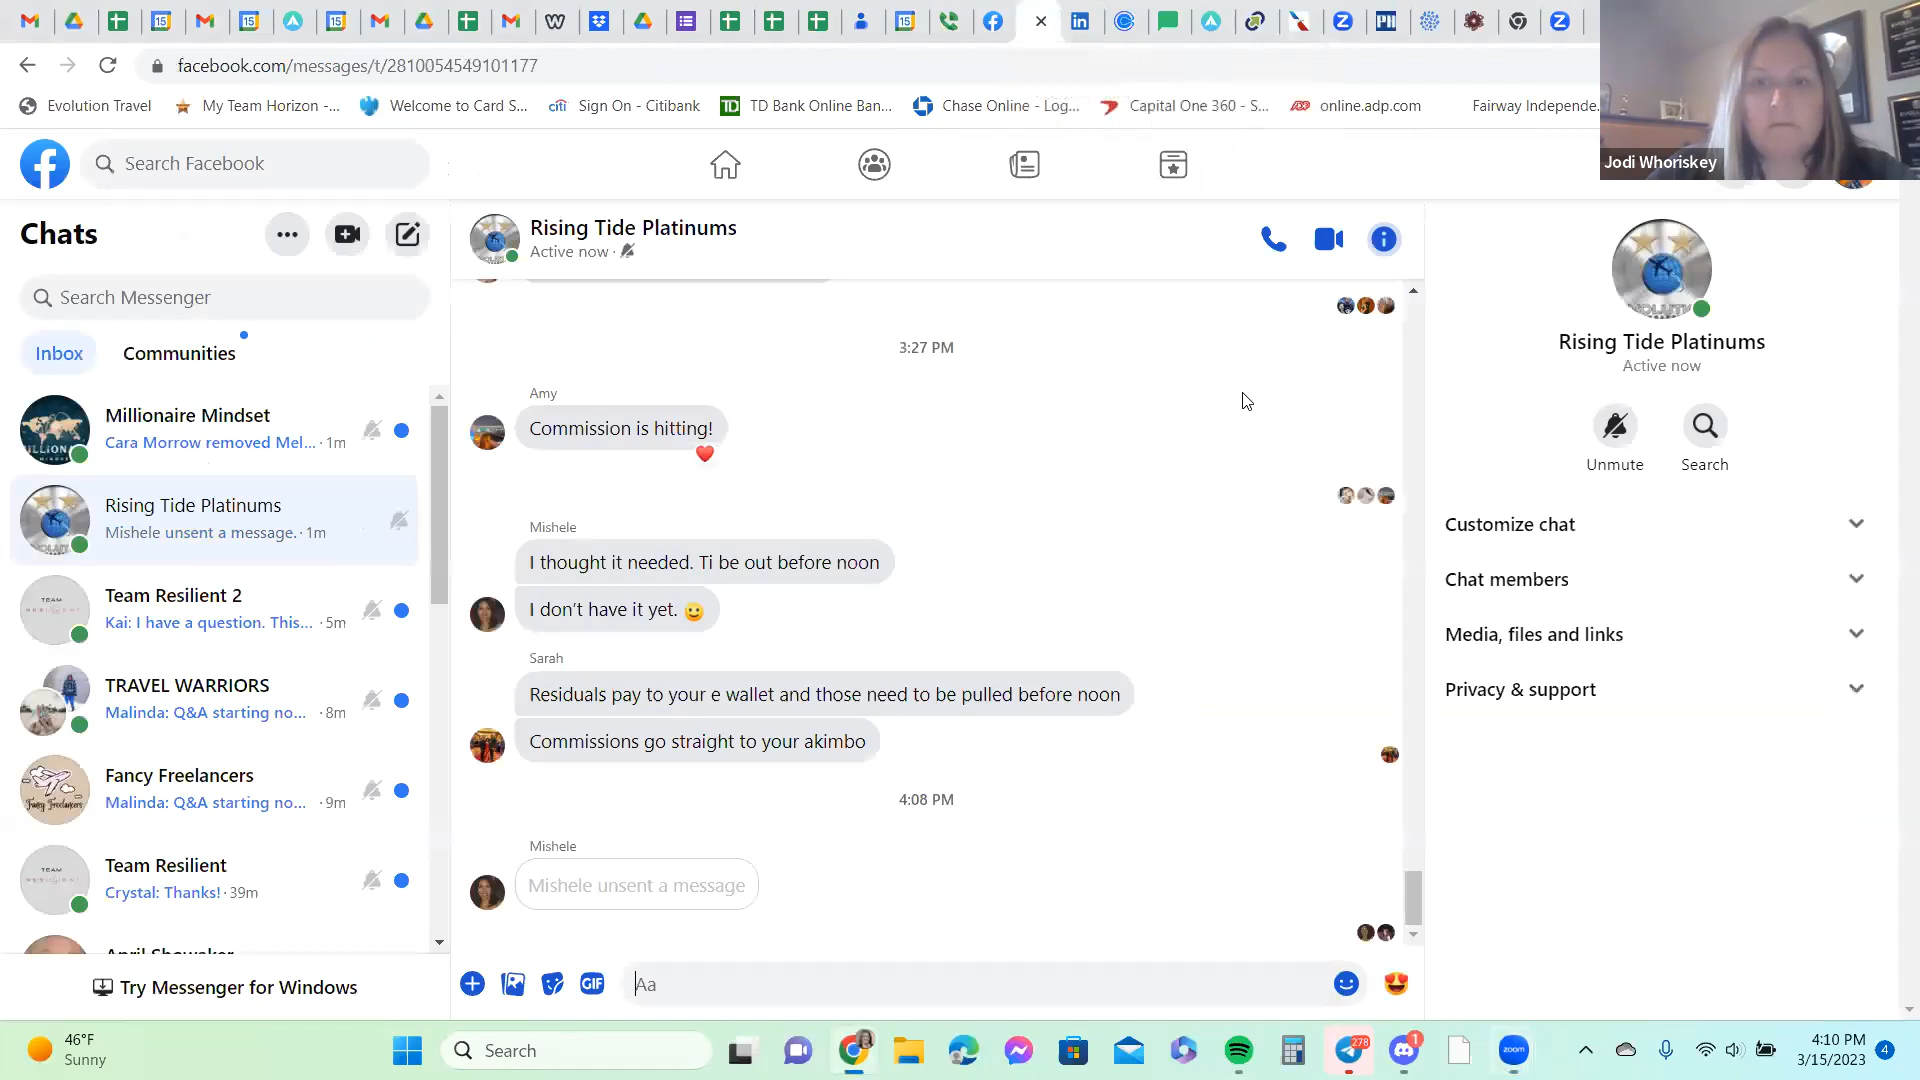 facebook.com/messages/t/2810054549101177
Evolution Travel
My Team Horizon -...
Welcome to Card S...
Sign On - Citibank
TD Bank Online Ban...
Chase Online - Log...
Capital One 360 - S...
online.adp.com
Fairway Independe...
Jodi Whoriskey
Search Facebook
Chats
Search Messenger
Inbox
Communities
Millionaire Mindset
Cara Morrow removed Mel... · 1m
Rising Tide Platinums
Mishele unsent a message. · 1m
Team Resilient 2
Kai: I have a question. This... · 5m
TRAVEL WARRIORS
Malinda: Q&A starting no... · 8m
Fancy Freelancers
Malinda: Q&A starting no... · 9m
Team Resilient
Crystal: Thanks! · 39m
Try Messenger for Windows
Rising Tide Platinums
Active now ·
3:27 PM
Amy
Commission is hitting!
Mishele
I thought it needed. Ti be out before noon
I don't have it yet.
Sarah
Residuals pay to your e wallet and those need to be pulled before noon
Commissions go straight to your akimbo
4:08 PM
Mishele
Mishele unsent a message
GIF
Aa
Rising Tide Platinums
Active now
Unmute
Search
Customize chat
Chat members
Media, files and links
Privacy & support
46°F
Sunny
Search
278
1
zoom
4:10 PM
3/15/2023
4